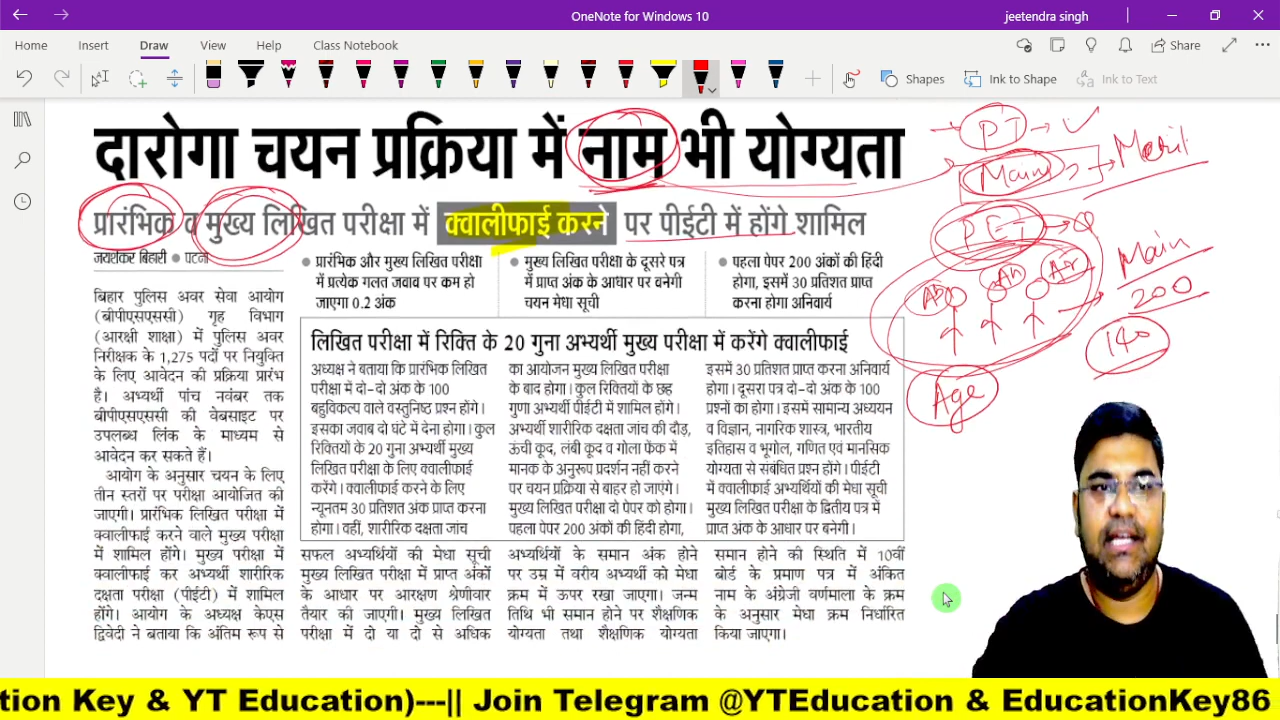 OneNote for Windows 10
jeetendra singh
Home Insert Draw View Help Class Notebook
Share
Shapes Ink to Shape Ink to Text
दारोगा चयन प्रक्रिया में नाम भी योग्यता
प्रारंभिक व मुख्य लिखित परीक्षा में क्वालीफाई करने पर पीईटी में होंगे शामिल
जयशंकर बिहारी ● पटना
बिहार पुलिस अवर सेवा आयोग
(बीपीएसएससी) गृह विभाग
(आरक्षी शाखा) में पुलिस अवर
निरीक्षक के 1,275 पदों पर नियुक्ति
के लिए आवेदन की प्रक्रिया प्रारंभ
है। अभ्यर्थी पांच नवंबर तक
बीपीएसएससी की वेबसाइट पर
उपलब्ध लिंक के माध्यम से
आवेदन कर सकते हैं।
आयोग के अनुसार चयन के लिए
तीन स्तरों पर परीक्षा आयोजित की
जाएगी। प्रारंभिक लिखित परीक्षा में
क्वालीफाई करने वाले मुख्य परीक्षा
में शामिल होंगे। मुख्य परीक्षा में
क्वालीफाई कर अभ्यर्थी शारीरिक
दक्षता परीक्षा (पीईटी) में शामिल
होंगे। आयोग के अध्यक्ष केएस
द्विवेदी ने बताया कि अंतिम रूप से
● प्रारंभिक और मुख्य लिखित परीक्षा
में प्रत्येक गलत जवाब पर कम हो
जाएगा 0.2 अंक
● मुख्य लिखित परीक्षा के दूसरे पत्र
में प्राप्त अंक के आधार पर बनेगी
चयन मेधा सूची
● पहला पेपर 200 अंकों की हिंदी
होगा, इसमें 30 प्रतिशत प्राप्त
करना होगा अनिवार्य
लिखित परीक्षा में रिक्ति के 20 गुना अभ्यर्थी मुख्य परीक्षा में करेंगे क्वालीफाई
अध्यक्ष ने बताया कि प्रारंभिक लिखित
परीक्षा में दो-दो अंक के 100
बहुविकल्प वाले वस्तुनिष्ठ प्रश्न होंगे।
इसका जवाब दो घंटे में देना होगा। कुल
रिक्तियों के 20 गुना अभ्यर्थी मुख्य
लिखित परीक्षा के लिए क्वालीफाई
करेंगे। क्वालीफाई करने के लिए
न्यूनतम 30 प्रतिशत अंक प्राप्त करना
होगा। वहीं, शारीरिक दक्षता जांच
का आयोजन मुख्य लिखित परीक्षा
के बाद होगा। कुल रिक्तियों के छह
गुणा अभ्यर्थी पीईटी में शामिल होंगे।
अभ्यर्थी शारीरिक दक्षता जांच की दौड़,
ऊंची कूद, लंबी कूद व गोला फेंक में
मानक के अनुरूप प्रदर्शन नहीं करने
पर चयन प्रक्रिया से बाहर हो जाएंगे।
मुख्य लिखित परीक्षा दो पेपर को होगा।
पहला पेपर 200 अंकों की हिंदी होगा,
इसमें 30 प्रतिशत प्राप्त करना अनिवार्य
होगा। दूसरा पत्र दो-दो अंक के 100
प्रश्नों का होगा। इसमें सामान्य अध्ययन
व विज्ञान, नागरिक शास्त्र, भारतीय
इतिहास व भूगोल, गणित एवं मानसिक
योग्यता से संबंधित प्रश्न होंगे। पीईटी
में क्वालीफाई अभ्यर्थियों की मेधा सूची
मुख्य लिखित परीक्षा के द्वितीय पत्र में
प्राप्त अंक के आधार पर बनेगी।
सफल अभ्यर्थियों की मेधा सूची
मुख्य लिखित परीक्षा में प्राप्त अंकों
के आधार पर आरक्षण श्रेणीवार
तैयार की जाएगी। मुख्य लिखित
परीक्षा में दो या दो से अधिक
अभ्यर्थियों के समान अंक होने
पर उम्र में वरीय अभ्यर्थी को मेधा
क्रम में ऊपर रखा जाएगा। जन्म
तिथि भी समान होने पर शैक्षणिक
योग्यता तथा शैक्षणिक योग्यता
समान होने की स्थिति में 10वीं
बोर्ड के प्रमाण पत्र में अंकित
नाम के अंग्रेजी वर्णमाला के क्रम
के अनुसार मेधा क्रम निर्धारित
किया जाएगा।
PT
Mains Merit
PET Q
Main
200
140
Age
tion Key & YT Education)---|| Join Telegram @YTEducation & EducationKey86